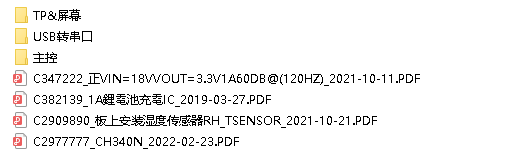 TP&屏幕
USB转串口
主控
C347222_正VIN=18VVOUT=3.3V1A60DB@(120HZ)_2021-10-11.PDF
C382139_1A鋰電池充電IC_2019-03-27.PDF
C2909890_板上安装湿度传感器RH_TSENSOR_2021-10-21.PDF
C2977777_CH340N_2022-02-23.PDF